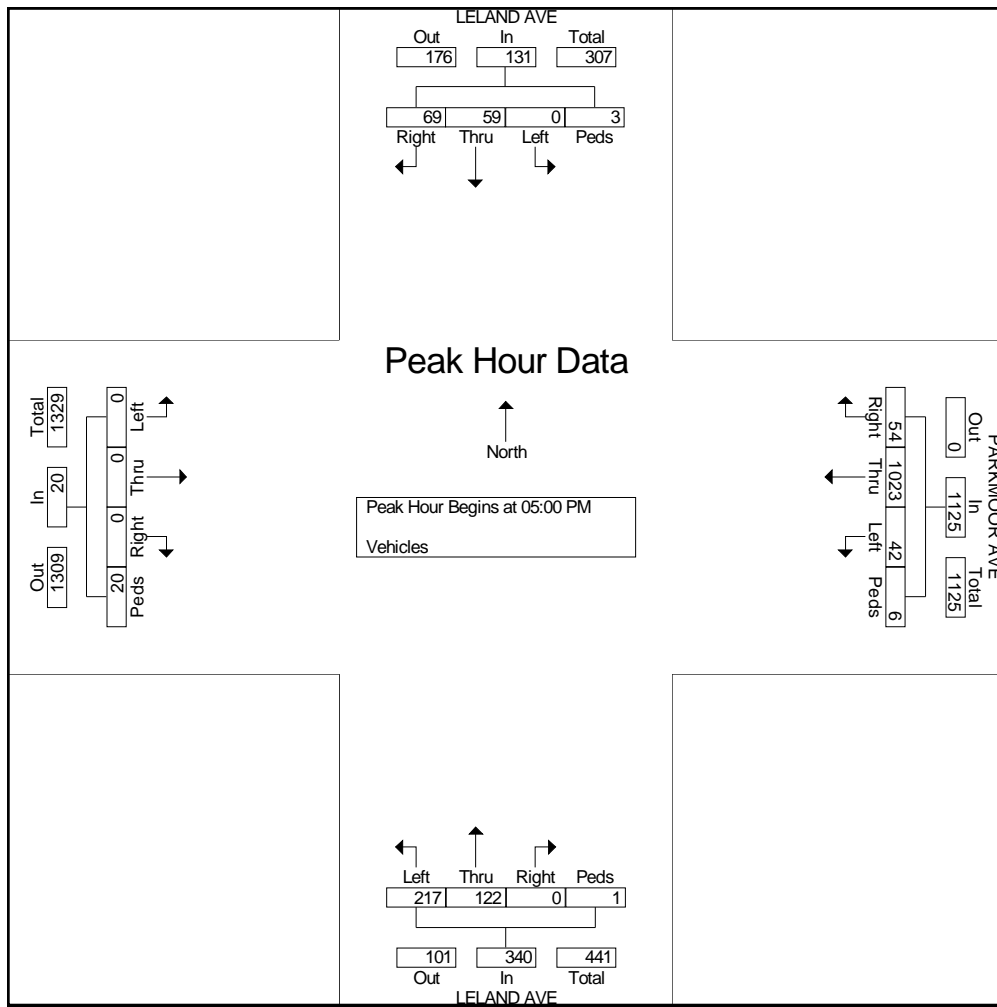 LELAND AVE
Out In Total
176 131 307
69 59 0 3
Right Thru Left Peds
Peak Hour Data
North
Peak Hour Begins at 05:00 PM
Vehicles
Total In Out
1329 20 1309
0 0 0 20
Left Thru Right Peds
PARKMOOR AVE
Out In Total
0 1125 1125
54 1023 42 6
Right Thru Left Peds
Left Thru Right Peds
217 122 0 1
101 340 441
Out In Total
LELAND AVE